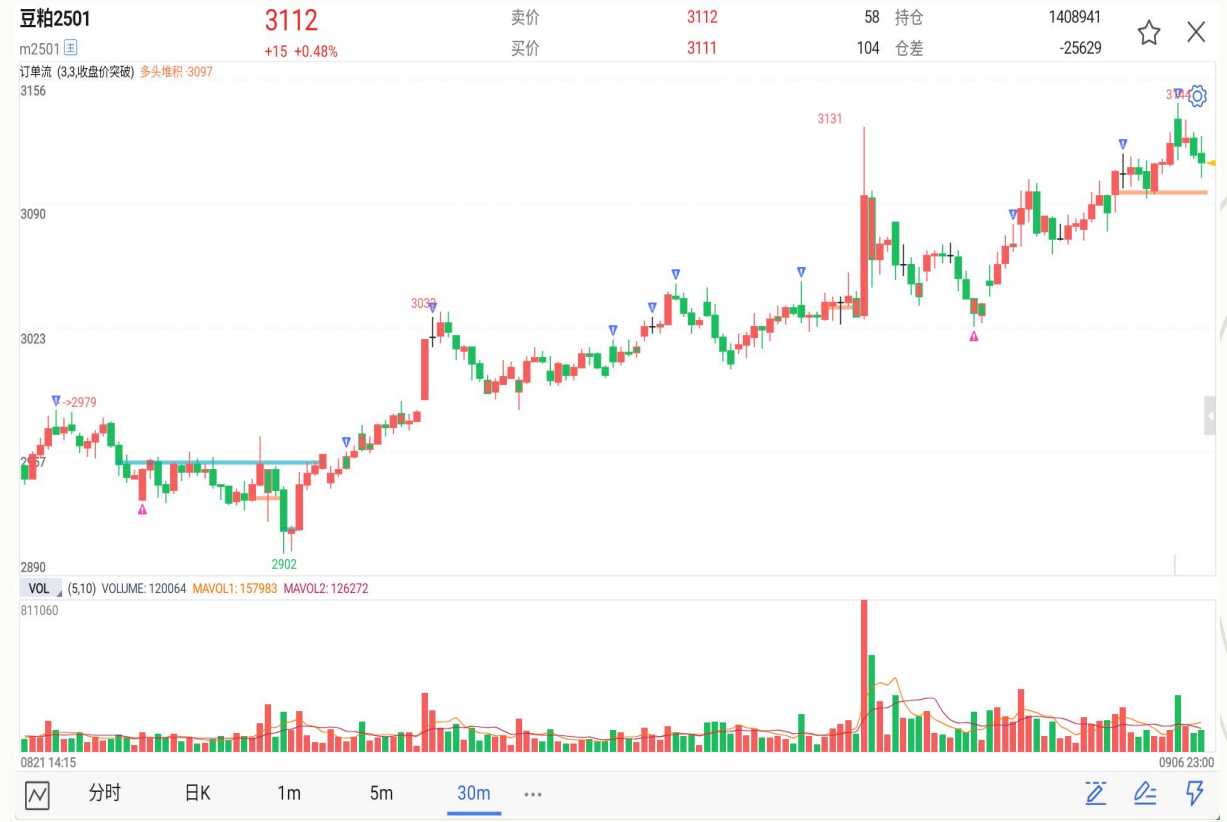 豆粕2501 3112 卖价 3112 58 持仓 1408941
m2501 主 +15 +0.48% 买价 3111 104 仓差 -25629
订单流 (3,3,收盘价突破) 多头堆积·3097
3156
3144
3131
3090
3032
3023
->2979
2957
2902
2890
VOL (5,10) VOLUME: 120064 MAVOL1: 157983 MAVOL2: 126272
811060
0821 14:15 0906 23:00
分时 日K 1m 5m 30m ···